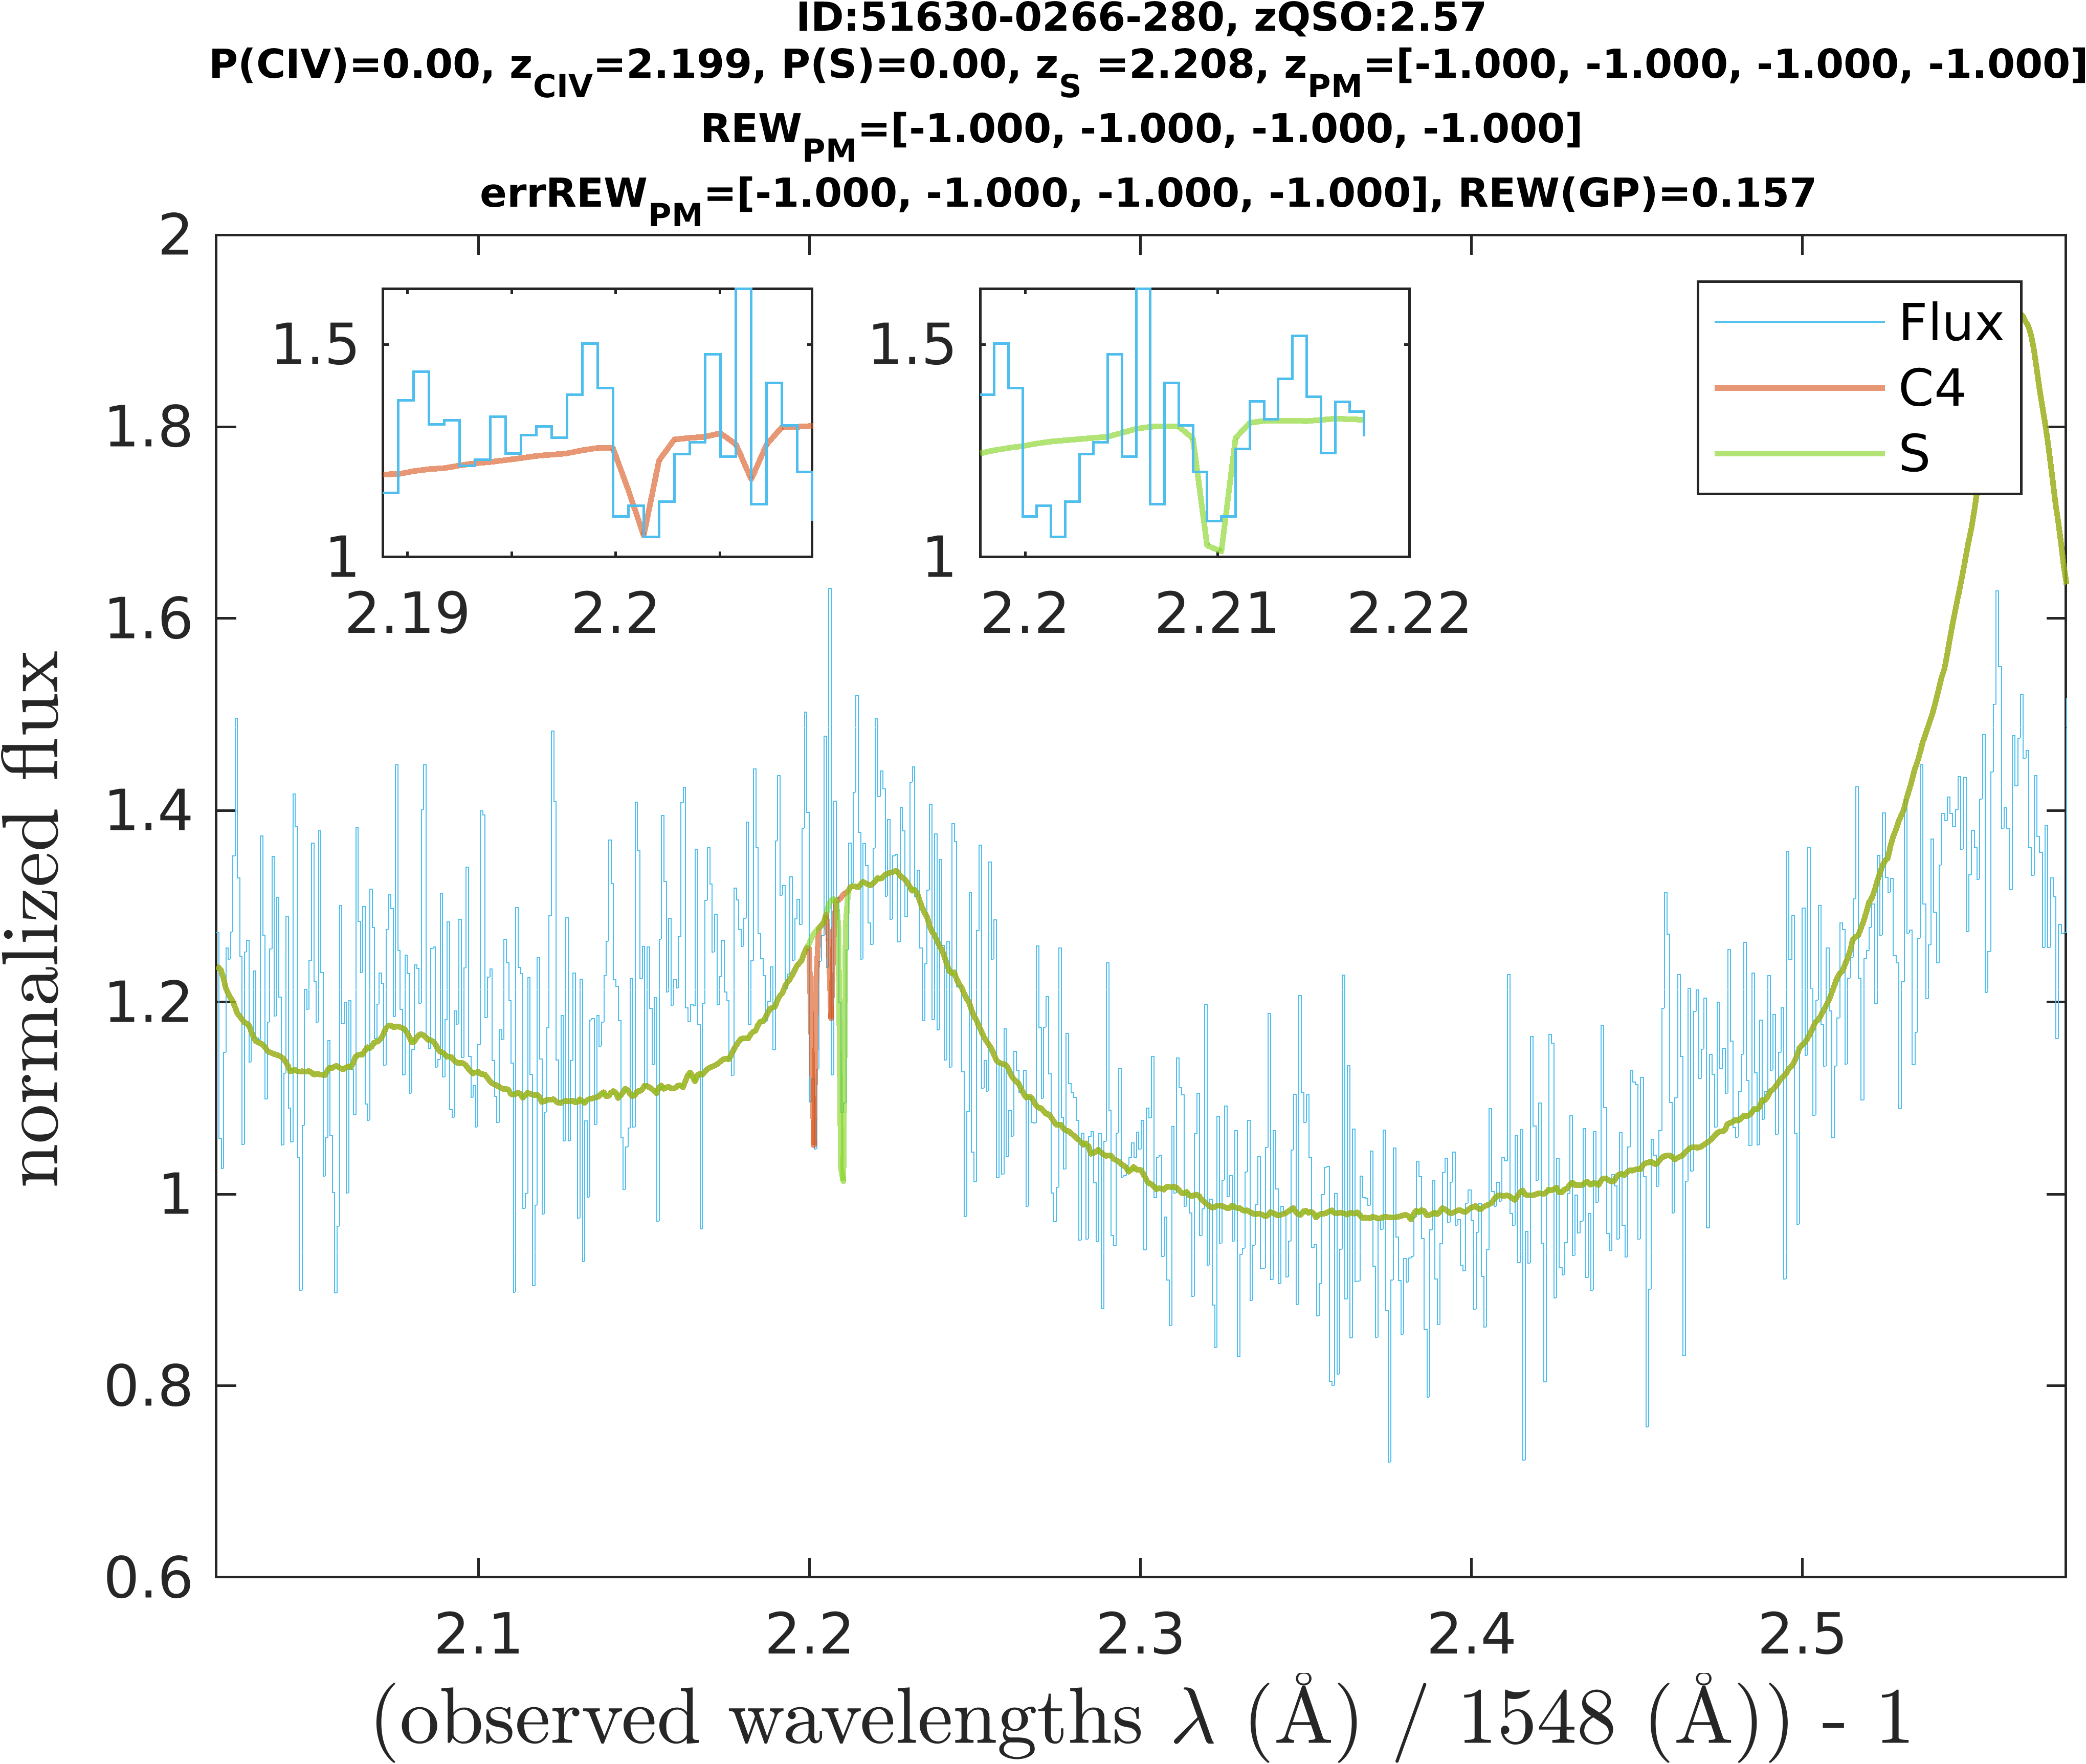 ID:51630-0266-280, zQSO:2.57
P(CIV)=0.00, zCIV=2.199, P(S)=0.00, zS =2.208, zPM=[-1.000, -1.000, -1.000, -1.000]
REWPM=[-1.000, -1.000, -1.000, -1.000]
errREWPM=[-1.000, -1.000, -1.000, -1.000], REW(GP)=0.157
2
1.8
1.6
1.4
1.2
1
0.8
0.6
normalized flux
1.5
1
2.19 2.2
1.5
1
2.2 2.21 2.22
Flux
C4
S
2.1 2.2 2.3 2.4 2.5
(observed wavelengths λ (Å) / 1548 (Å)) - 1